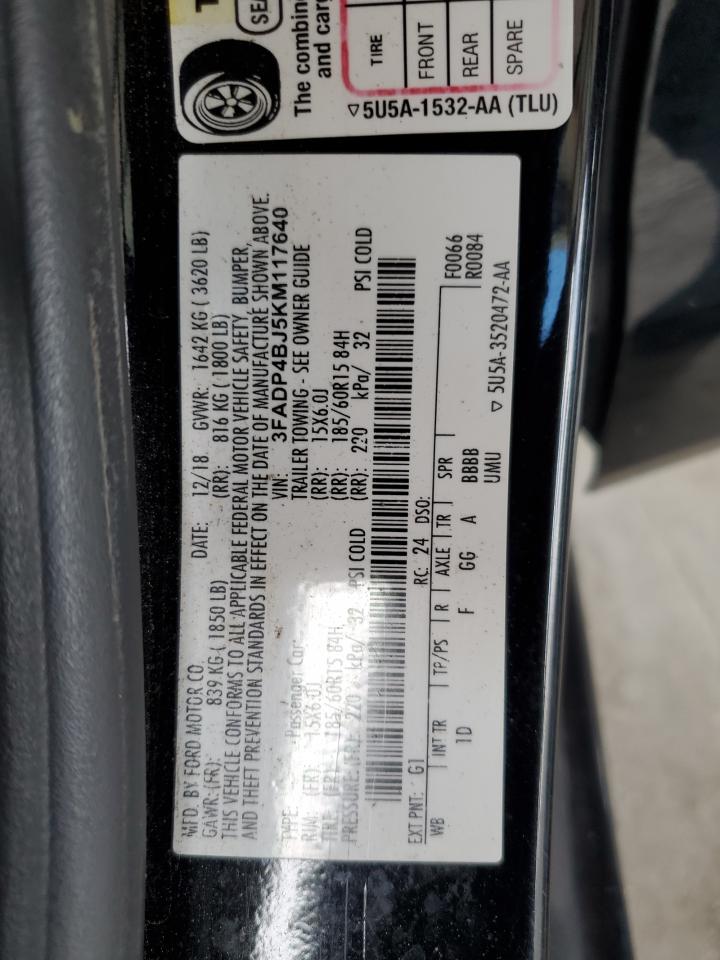 SE
The combin
and carg
TIRE
FRONT
REAR
SPARE
▽5U5A-1532-AA (TLU)
MFD. BY FORD MOTOR CO.
DATE: 12/18 GVWR: 1642 KG ( 3620 LB)
GAWR: (FR): 839 KG ( 1850 LB) (RR): 816 KG ( 1800 LB)
THIS VEHICLE CONFORMS TO ALL APPLICABLE FEDERAL MOTOR VEHICLE SAFETY, BUMPER,
AND THEFT PREVENTION STANDARDS IN EFFECT ON THE DATE OF MANUFACTURE SHOWN ABOVE.
VIN: 3FADP4BJ5KM117640
TYPE: Passenger Car TRAILER TOWING - SEE OWNER GUIDE
RIM: (FR): 15X6.0J (RR): 15X6.0J
TIRE (FR): 185/60R15 84H (RR): 185/60R15 84H
PRESSURE: (FR): 220 kPa/ 32 PSI COLD (RR): 220 kPa/ 32 PSI COLD
EXT PNT: G1 RC: 24 DSO: F0066
WB INT TR TP/PS R AXLE TR SPR R0084
1D F GG A BBBB
UMU ▽ 5U5A-3520472-AA